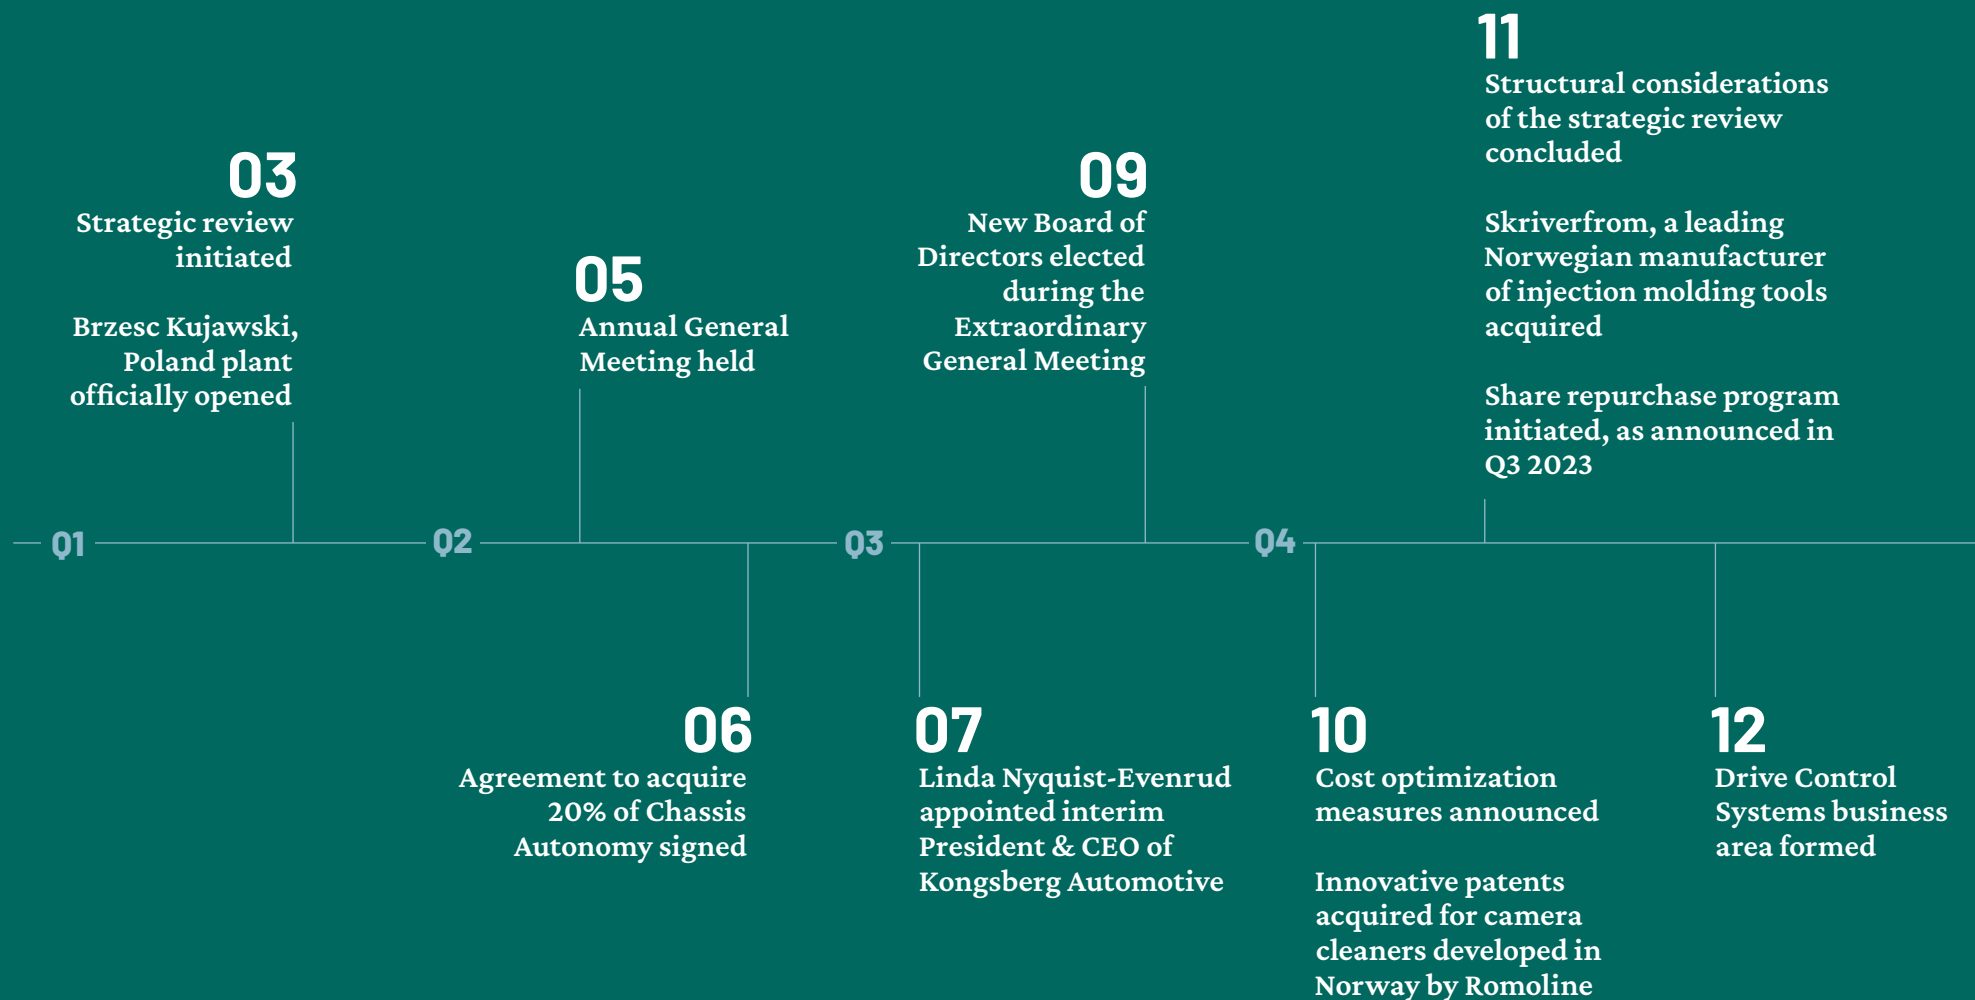 11
Structural considerations
of the strategic review
concluded
Skriverfrom, a leading
Norwegian manufacturer
of injection molding tools
acquired
Share repurchase program
initiated, as announced in
Q3 2023
03
Strategic review
initiated
Brzesc Kujawski,
Poland plant
officially opened
05
Annual General
Meeting held
09
New Board of
Directors elected
during the
Extraordinary
General Meeting
Q1
Q2
Q3
Q4
06
Agreement to acquire
20% of Chassis
Autonomy signed
07
Linda Nyquist-Evenrud
appointed interim
President & CEO of
Kongsberg Automotive
10
Cost optimization
measures announced
Innovative patents
acquired for camera
cleaners developed in
Norway by Romoline
12
Drive Control
Systems business
area formed